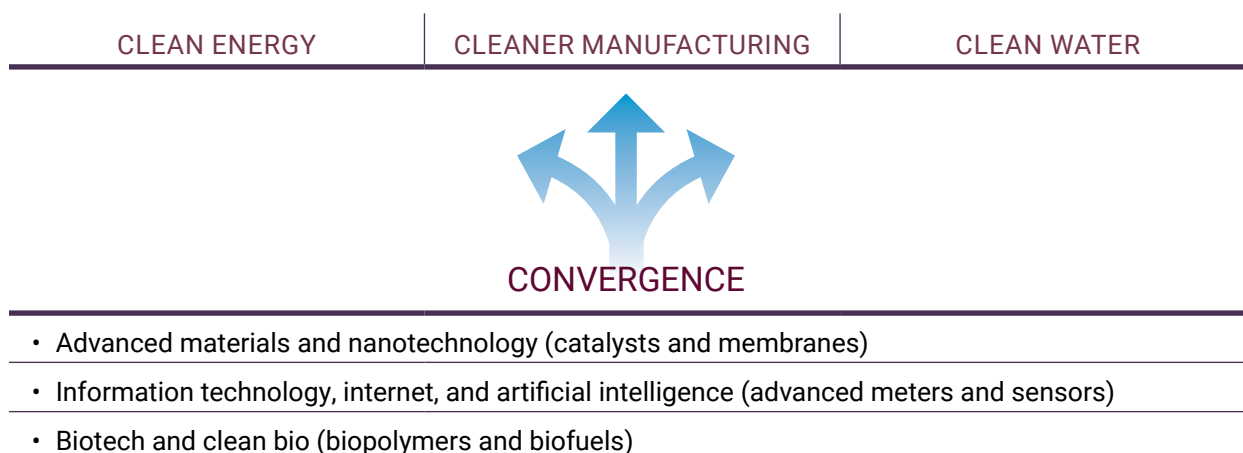 CLEAN ENERGY
CLEANER MANUFACTURING
CLEAN WATER
CONVERGENCE
• Advanced materials and nanotechnology (catalysts and membranes)
• Information technology, internet, and artificial intelligence (advanced meters and sensors)
• Biotech and clean bio (biopolymers and biofuels)